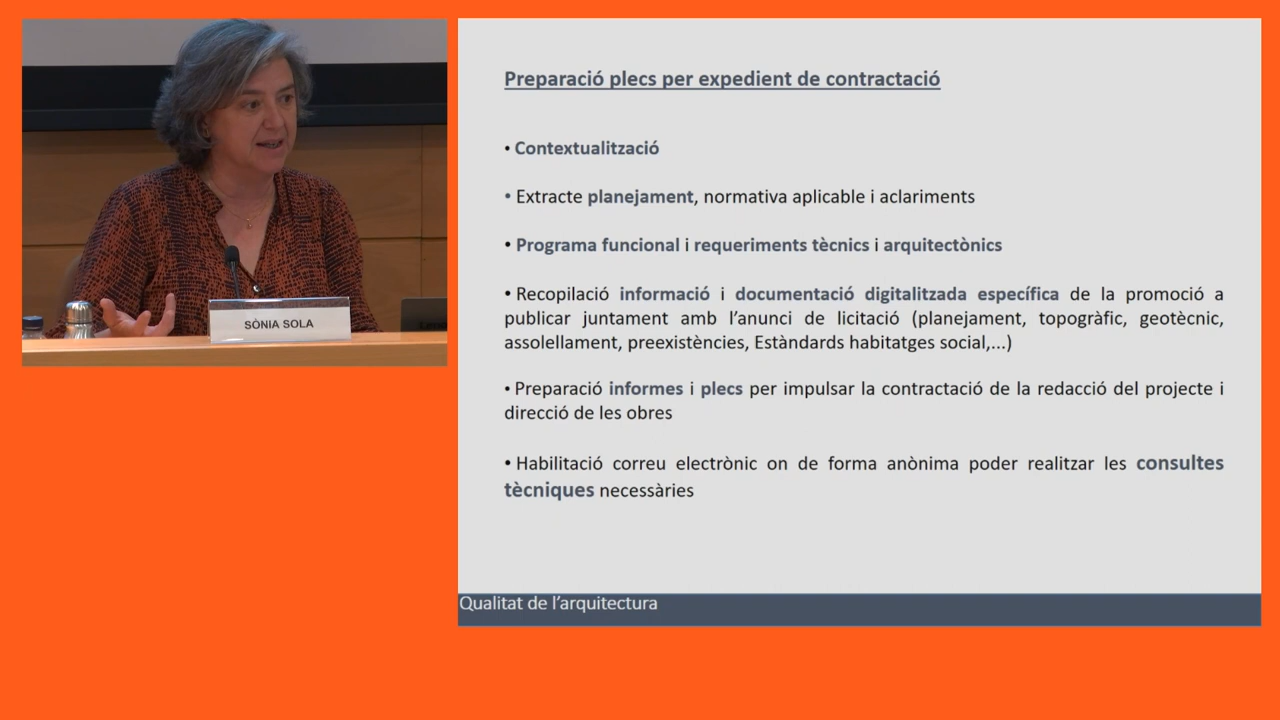 SÒNIA SOLA
Preparació plecs per expedient de contractació
• Contextualització
• Extracte planejament, normativa aplicable i aclariments
• Programa funcional i requeriments tècnics i arquitectònics
• Recopilació informació i documentació digitalitzada específica de la promoció a
publicar juntament amb l’anunci de licitació (planejament, topogràfic, geotècnic,
assolellament, preexistències, Estàndards habitatges social,...)
• Preparació informes i plecs per impulsar la contractació de la redacció del projecte i
direcció de les obres
• Habilitació correu electrònic on de forma anònima poder realitzar les consultes
tècniques necessàries
Qualitat de l’arquitectura